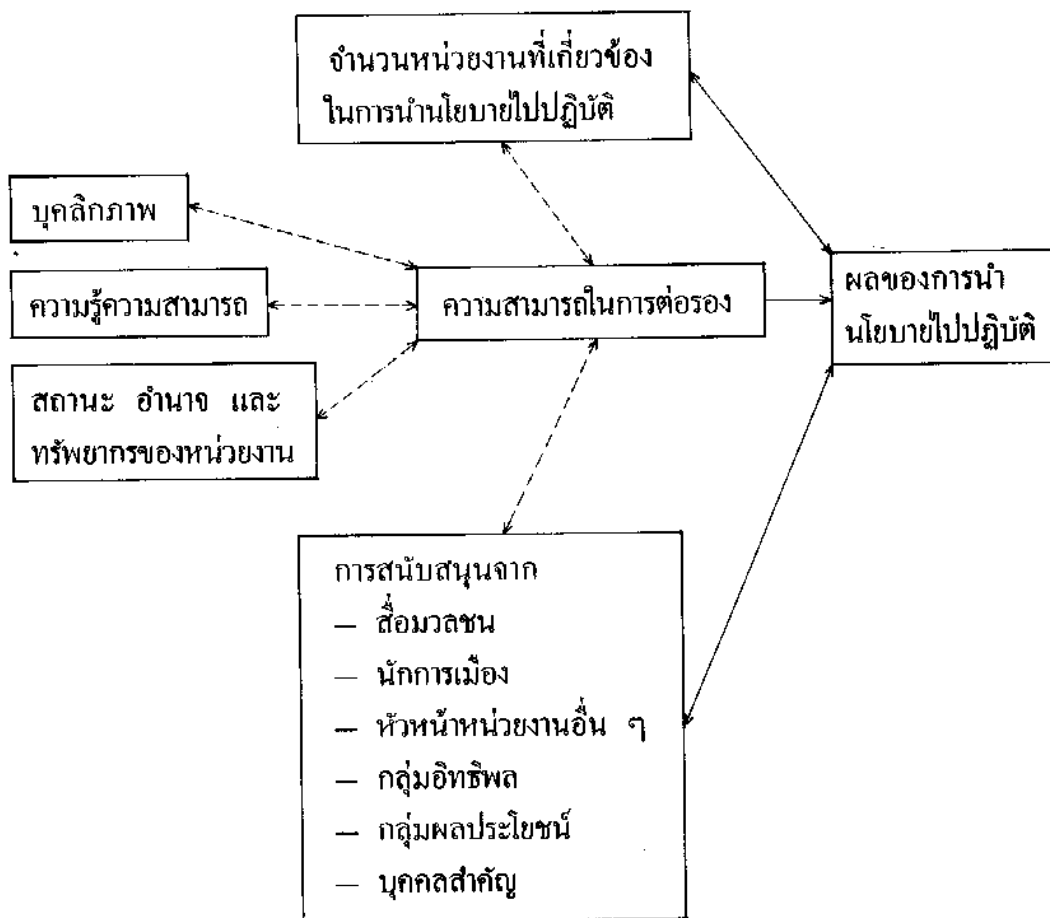 จำนวนหน่วยงานที่เกี่ยวข้อง
ในการนำนโยบายไปปฏิบัติ
บุคลิกภาพ
ความรู้ความสามารถ
สถานะ อำนาจ และ
ทรัพยากรของหน่วยงาน
ความสามารถในการต่อรอง
ผลของการนำ
นโยบายไปปฏิบัติ
การสนับสนุนจาก
— สื่อมวลชน
— นักการเมือง
— หัวหน้าหน่วยงานอื่น ๆ
— กลุ่มอิทธิพล
— กลุ่มผลประโยชน์
— บุคคลสำคัญ